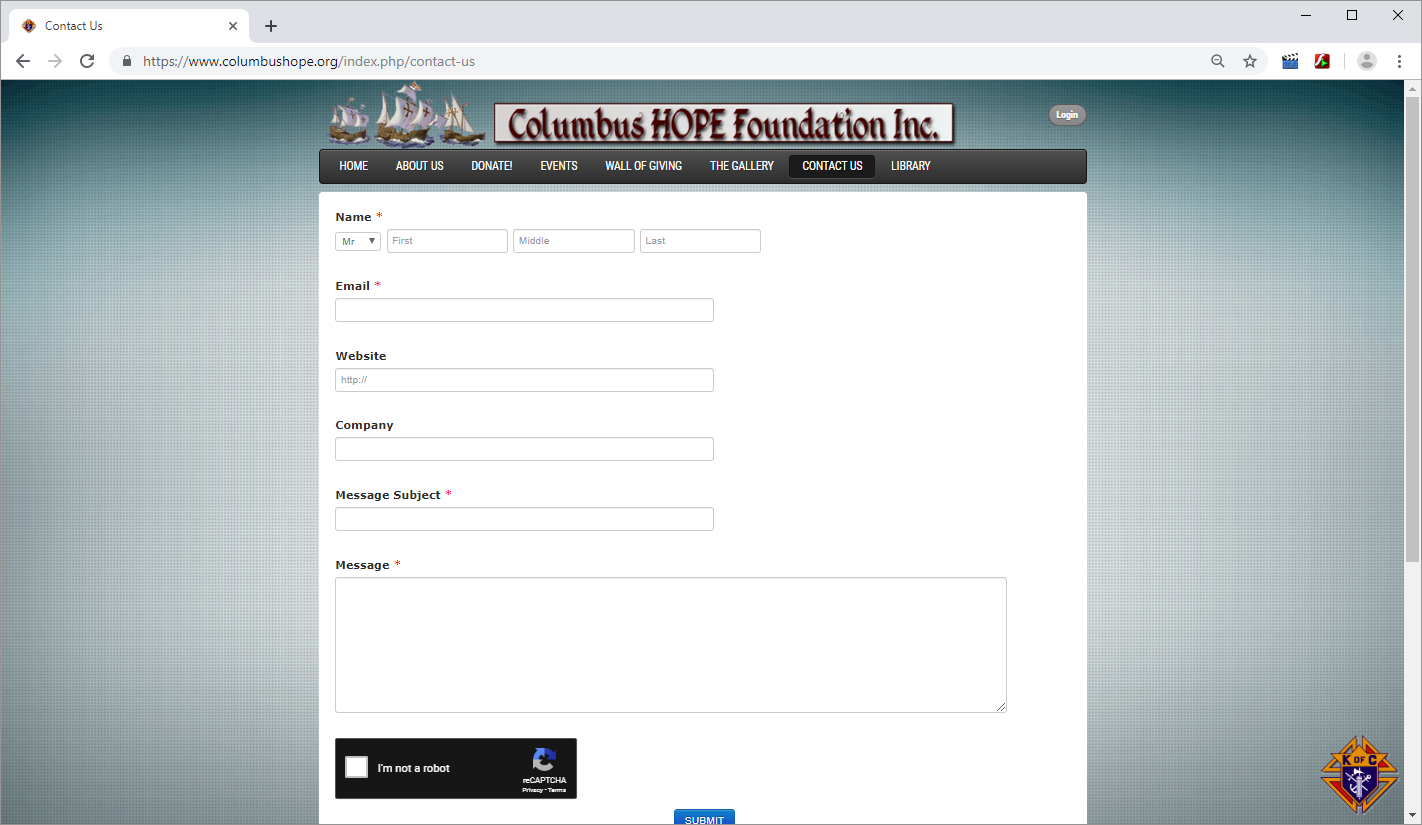 Contact Us
https://www.columbushope.org/index.php/contact-us
Columbus HOPE Foundation Inc.
Login
HOME ABOUT US DONATE! EVENTS WALL OF GIVING THE GALLERY CONTACT US LIBRARY
Name *
Mr First Middle Last
Email *
Website
http://
Company
Message Subject *
Message *
I'm not a robot
reCAPTCHA
Privacy - Terms
K OF C
SUBMIT